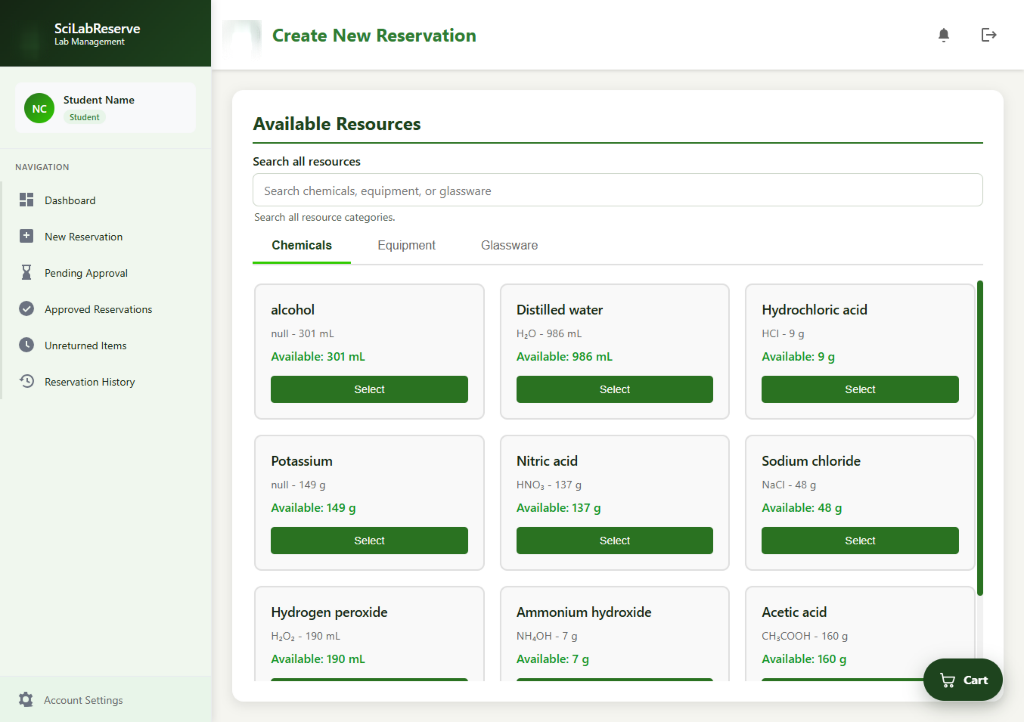 SciLabReserve
Lab Management
NC
Student Name
Student
NAVIGATION
Dashboard
New Reservation
Pending Approval
Approved Reservations
Unreturned Items
Reservation History
Account Settings
Create New Reservation
Available Resources
Search all resources
Search chemicals, equipment, or glassware
Search all resource categories.
Chemicals Equipment Glassware
alcohol
null - 301 mL
Available: 301 mL
Select
Distilled water
H₂O - 986 mL
Available: 986 mL
Select
Hydrochloric acid
HCl - 9 g
Available: 9 g
Select
Potassium
null - 149 g
Available: 149 g
Select
Nitric acid
HNO₃ - 137 g
Available: 137 g
Select
Sodium chloride
NaCl - 48 g
Available: 48 g
Select
Hydrogen peroxide
H₂O₂ - 190 mL
Available: 190 mL
Ammonium hydroxide
NH₄OH - 7 g
Available: 7 g
Acetic acid
CH₃COOH - 160 g
Available: 160 g
Cart